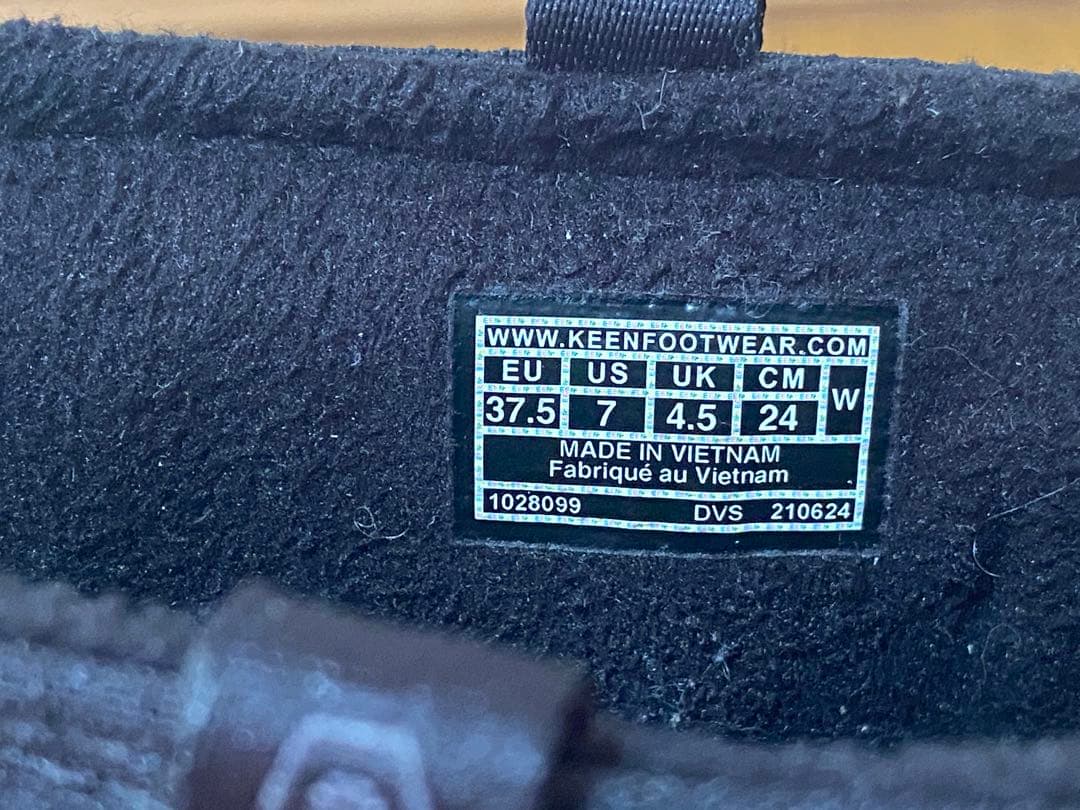 WWW.KEENFOOTWEAR.COM
EU US UK CM W
37.5 7 4.5 24
MADE IN VIETNAM
Fabriqué au Vietnam
1028099 DVS 210624